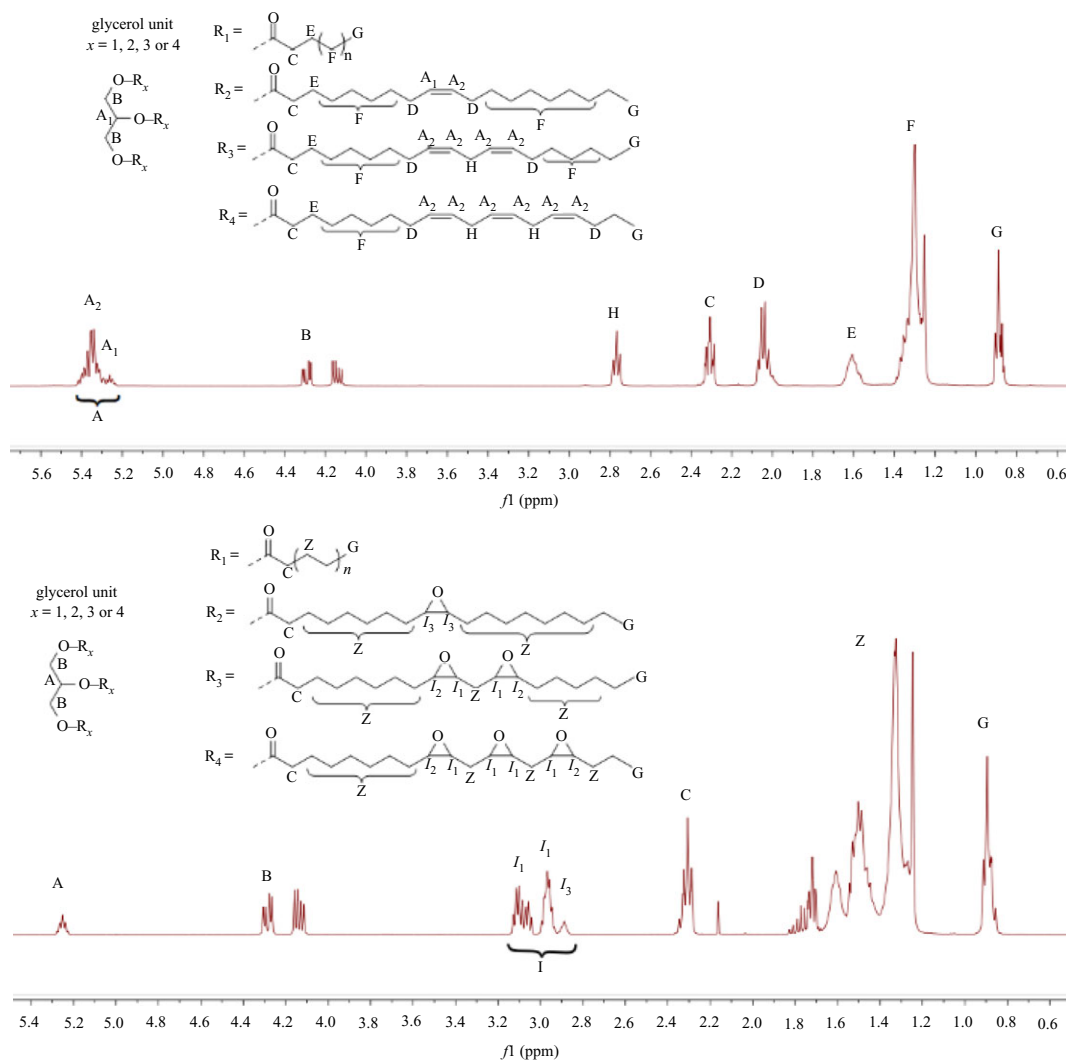 glycerol unit
x = 1, 2, 3 or 4
O–Rx
B
A1 O–Rx
B
O–Rx
R1 =
O
E
G
C
F
n
R2 =
O
E
A1 A2
C
F
D
D
F
G
R3 =
O
E
A2 A2 A2 A2
G
C
F
D
H
D
F
R4 =
O
E
A2 A2 A2 A2 A2 A2
C
F
D
H
H
D
G
A2
A1
A
B
H
C
D
E
F
G
5.6 5.4 5.2 5.0 4.8 4.6 4.4 4.2 4.0 3.8 3.6 3.4 3.2 3.0 2.8 2.6 2.4 2.2 2.0 1.8 1.6 1.4 1.2 1.0 0.8 0.6
f1 (ppm)
glycerol unit
x = 1, 2, 3 or 4
O–Rx
B
A O–Rx
B
O–Rx
R1 =
O
Z
G
C
n
R2 =
O
O
C
Z
I3 I3
Z
G
R3 =
O
O
O
C
Z
I2 I1
Z
I1 I2
Z
G
R4 =
O
O
O
O
C
Z
I2 I1
Z
I1 I1
Z
I1 I2
Z
G
A
B
I1
I1
I3
I
C
Z
G
5.4 5.2 5.0 4.8 4.6 4.4 4.2 4.0 3.8 3.6 3.4 3.2 3.0 2.8 2.6 2.4 2.2 2.0 1.8 1.6 1.4 1.2 1.0 0.8 0.6
f1 (ppm)